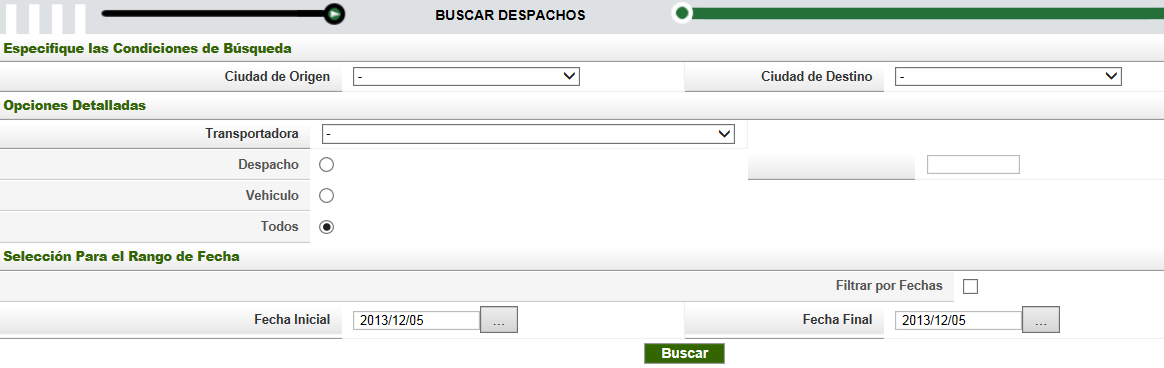 BUSCAR DESPACHOS
Especifique las Condiciones de Búsqueda
Ciudad de Origen - Ciudad de Destino -
Opciones Detalladas
Transportadora -
Despacho
Vehiculo
Todos
Selección Para el Rango de Fecha
Filtrar por Fechas
Fecha Inicial 2013/12/05 ... Fecha Final 2013/12/05 ...
Buscar